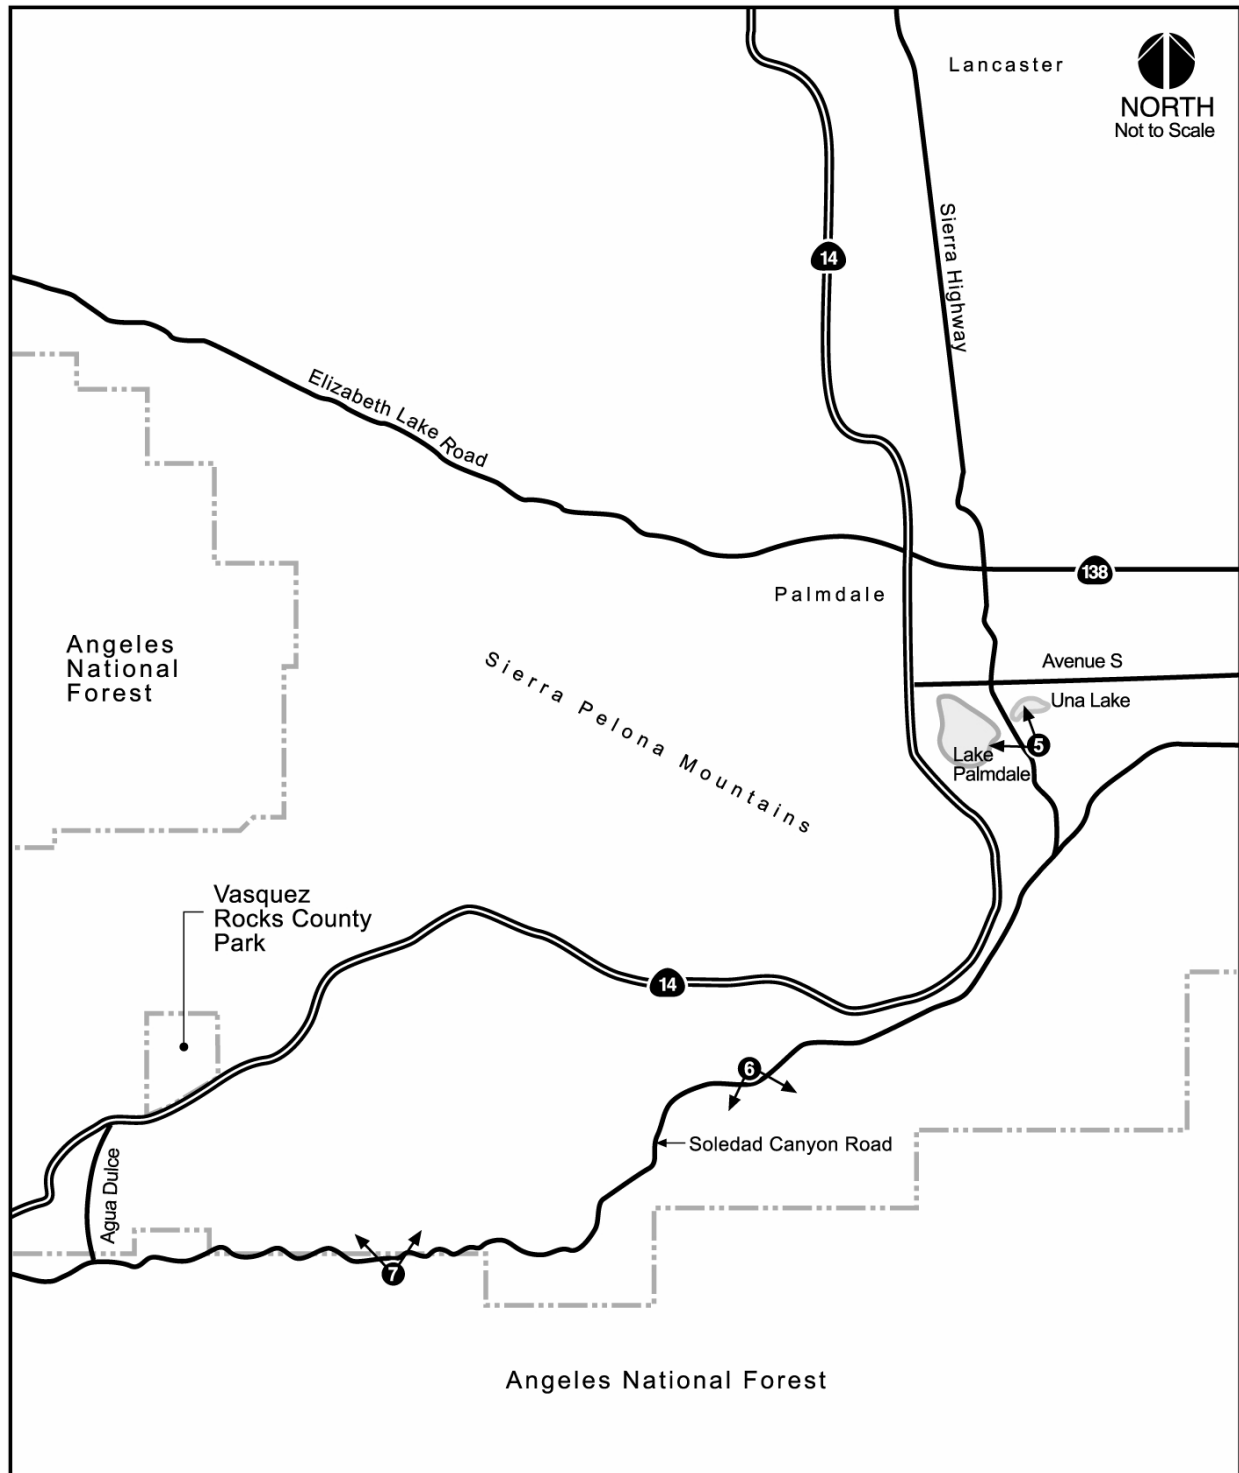 Lancaster
NORTH
Not to Scale
14
Sierra Highway
Elizabeth Lake Road
138
Palmdale
Angeles
National
Forest
Sierra Pelona Mountains
Avenue S
Una Lake
5
Lake
Palmdale
Vasquez
Rocks County
Park
14
6
Soledad Canyon Road
Agua Dulce
7
Angeles National Forest